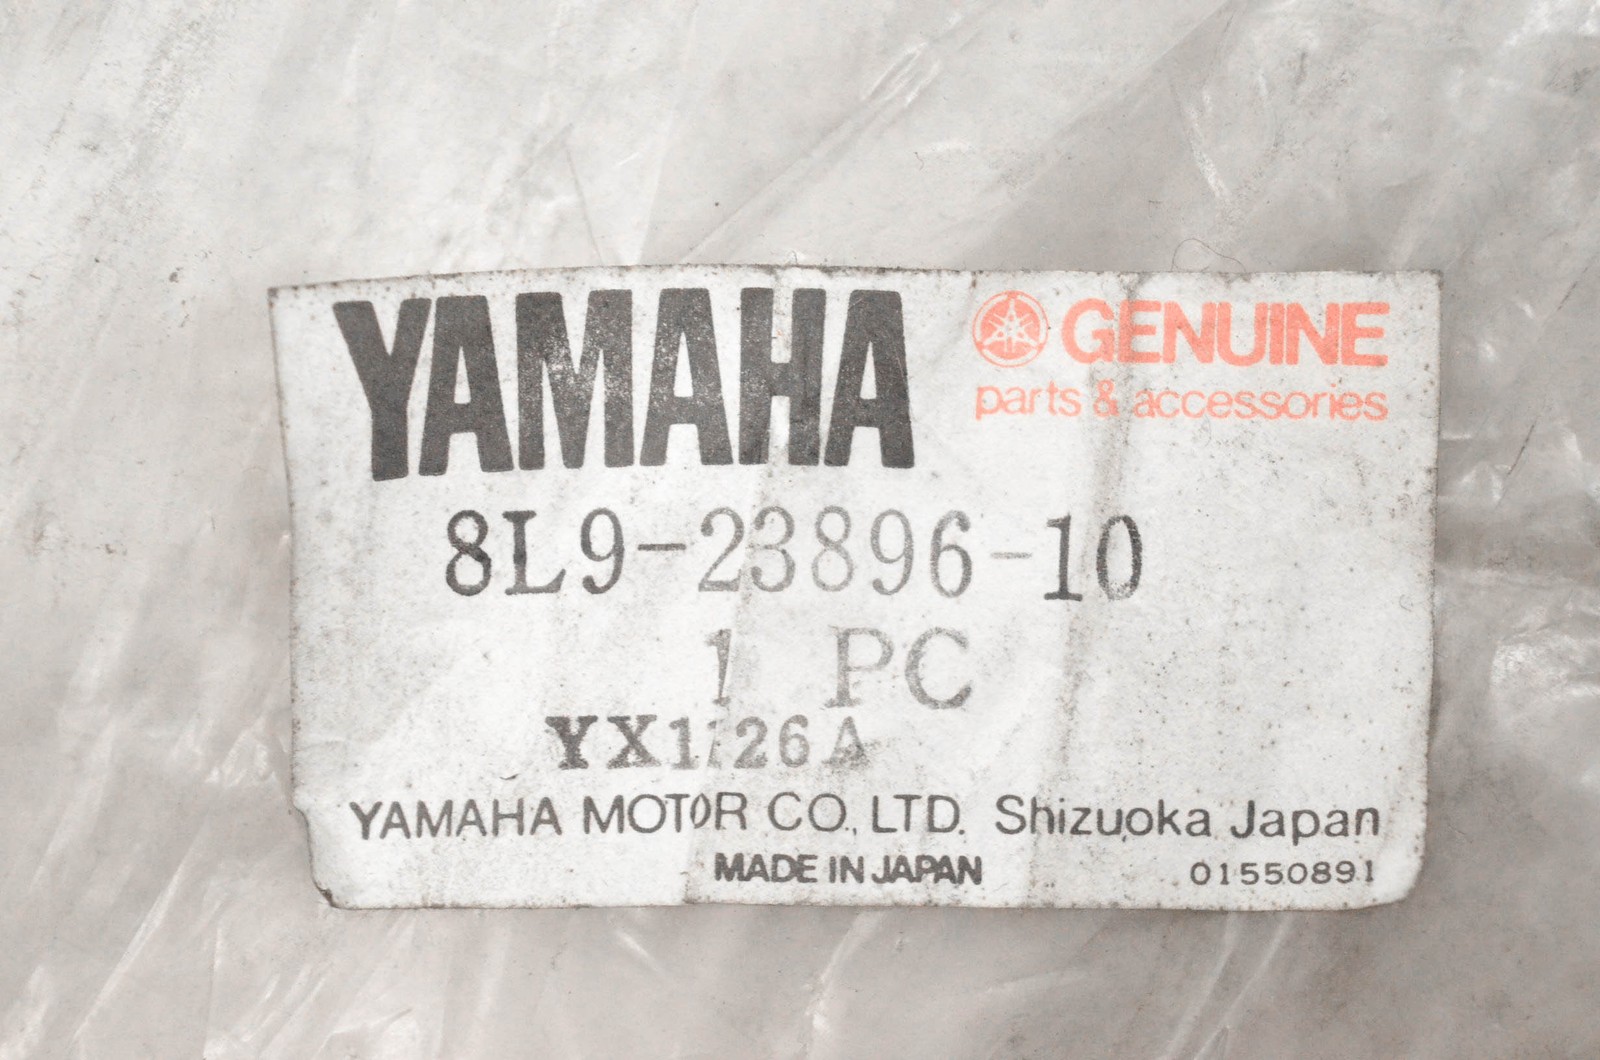 YAMAHA
GENUINE
parts & accessories
8L9-23896-10
1 PC
YX1126A
YAMAHA MOTOR CO., LTD. Shizuoka Japan
MADE IN JAPAN
01550891